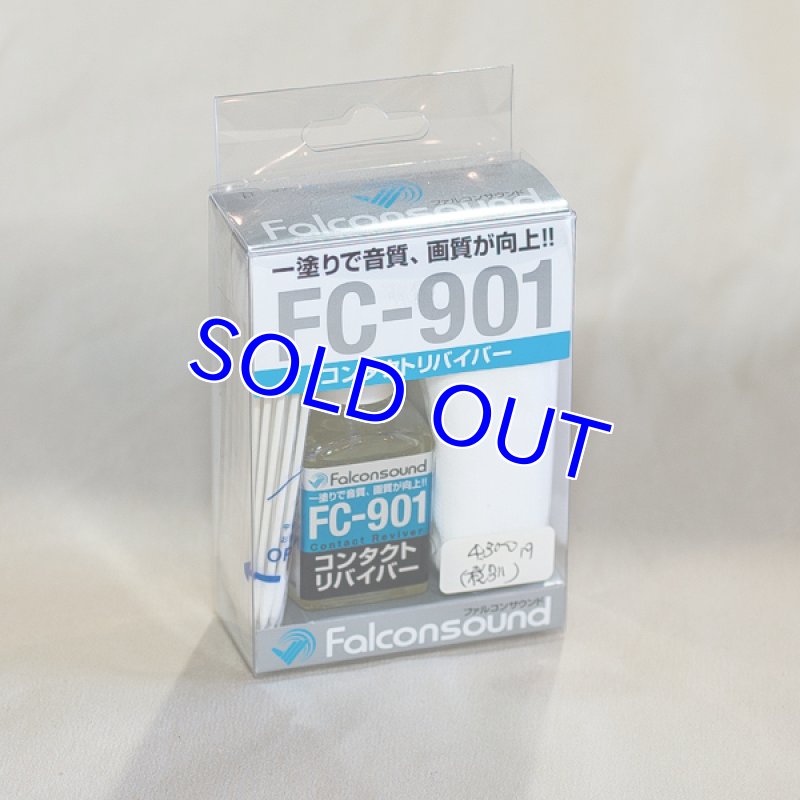 ファルコンサウンド
Falconsound
一塗りで音質、画質が向上!!
FC-901
コンタクトリバイバー
SOLD OUT
Falconsound
一塗りで音質、画質が向上!!
FC-901
Contact Reviver
コンタクト
リバイバー
OP
4,300円
(税別)
ファルコンサウンド
Falconsound